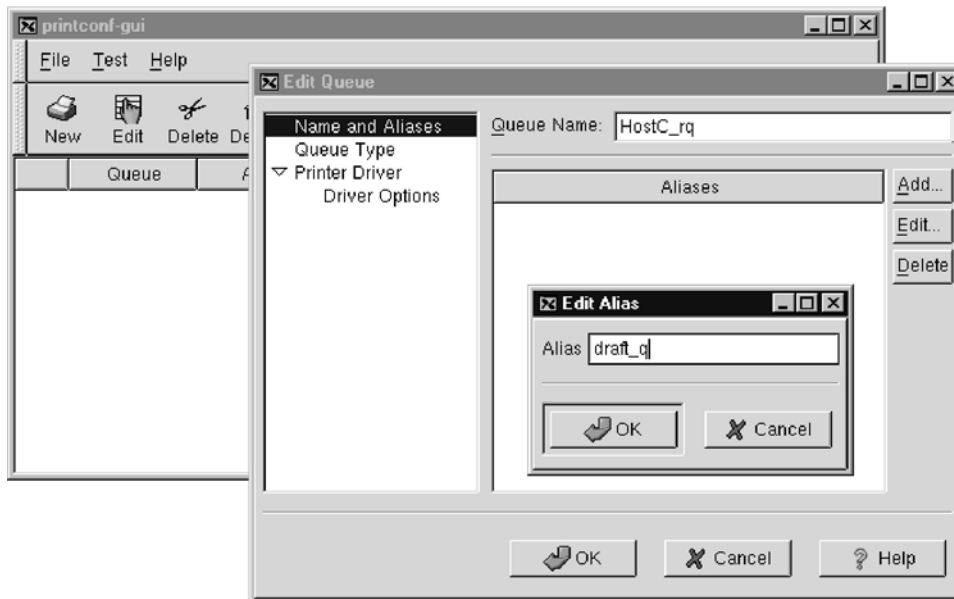 printconf-gui
File Test Help
New Edit Delete De
Queue A
Edit Queue
Name and Aliases
Queue Type
Printer Driver
Driver Options
Queue Name: HostC_rq
Aliases
Add...
Edit...
Delete
Edit Alias
Alias draft_q
OK Cancel
OK Cancel Help